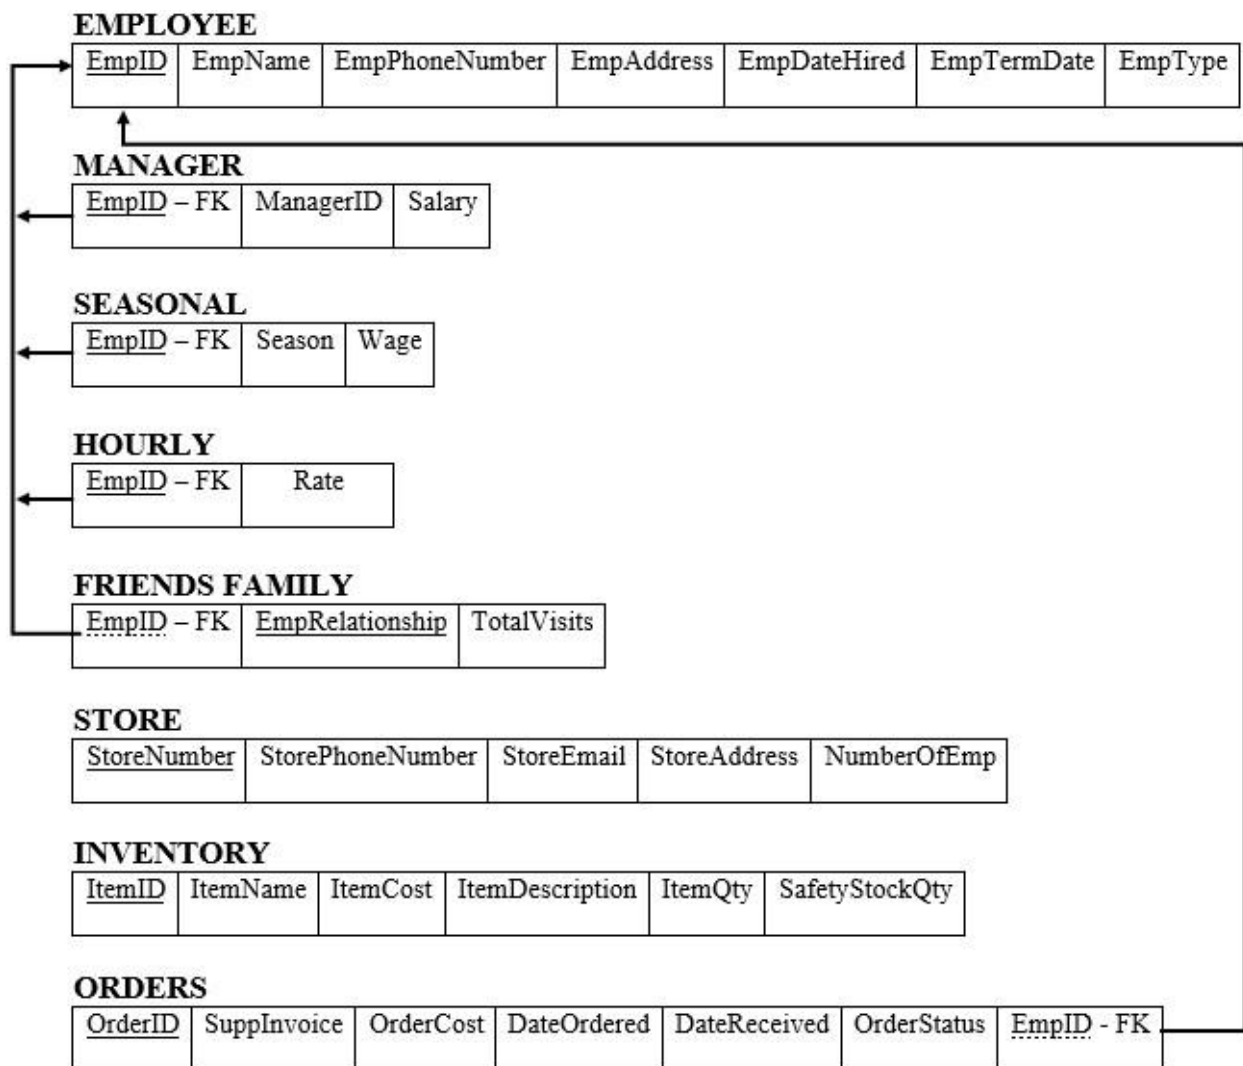 EMPLOYEE
EmpID EmpName EmpPhoneNumber EmpAddress EmpDateHired EmpTermDate EmpType
MANAGER
EmpID – FK ManagerID Salary
SEASONAL
EmpID – FK Season Wage
HOURLY
EmpID – FK Rate
FRIENDS FAMILY
EmpID – FK EmpRelationship TotalVisits
STORE
StoreNumber StorePhoneNumber StoreEmail StoreAddress NumberOfEmp
INVENTORY
ItemID ItemName ItemCost ItemDescription ItemQty SafetyStockQty
ORDERS
OrderID SuppInvoice OrderCost DateOrdered DateReceived OrderStatus EmpID - FK